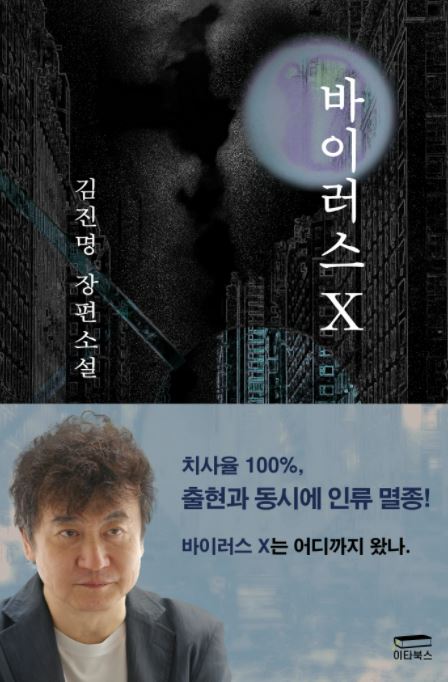 바이러스 X
김진명 장편소설
치사율 100%,
출현과 동시에 인류 멸종!
바이러스 X는 어디까지 왔나.
이타북스